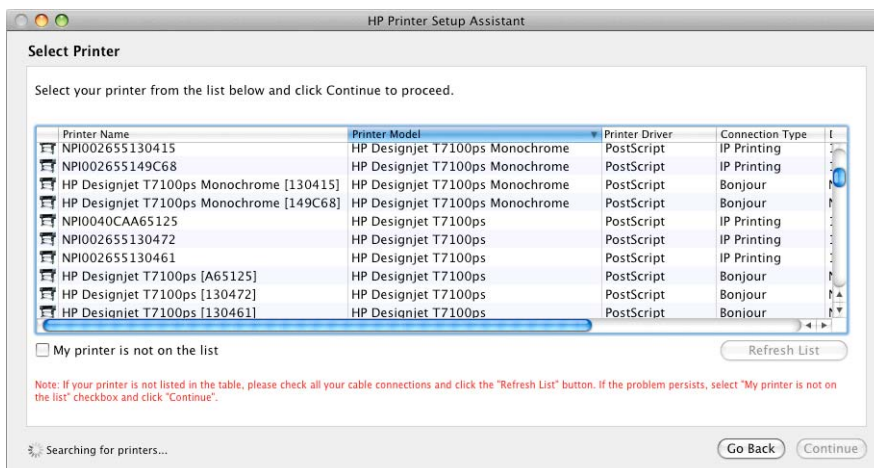 HP Printer Setup Assistant
Select Printer
Select your printer from the list below and click Continue to proceed.
Printer Name Printer Model Printer Driver Connection Type
NPI002655130415 HP Designjet T7100ps Monochrome PostScript IP Printing
NPI002655149C68 HP Designjet T7100ps Monochrome PostScript IP Printing
HP Designjet T7100ps Monochrome [130415] HP Designjet T7100ps Monochrome PostScript Bonjour
HP Designjet T7100ps Monochrome [149C68] HP Designjet T7100ps Monochrome PostScript Bonjour
NPI0040CAA65125 HP Designjet T7100ps PostScript IP Printing
NPI002655130472 HP Designjet T7100ps PostScript IP Printing
NPI002655130461 HP Designjet T7100ps PostScript IP Printing
HP Designjet T7100ps [A65125] HP Designjet T7100ps PostScript Bonjour
HP Designjet T7100ps [130472] HP Designjet T7100ps PostScript Bonjour
HP Designjet T7100ps [130461] HP Designjet T7100ps PostScript Bonjour
My printer is not on the list Refresh List
Note: If your printer is not listed in the table, please check all your cable connections and click the "Refresh List" button. If the problem persists, select "My printer is not on
the list" checkbox and click "Continue".
Searching for printers... Go Back Continue